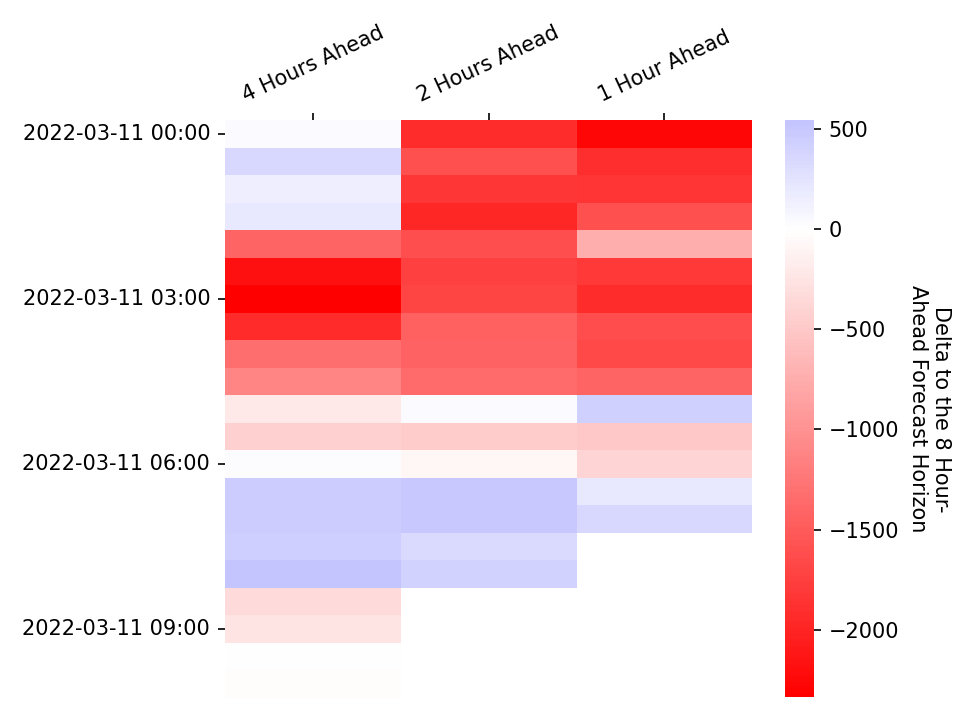 4 Hours Ahead
2 Hours Ahead
1 Hour Ahead
2022-03-11 00:00
2022-03-11 03:00
2022-03-11 06:00
2022-03-11 09:00
500
0
−500
−1000
−1500
−2000
Delta to the 8 Hour-
Ahead Forecast Horizon